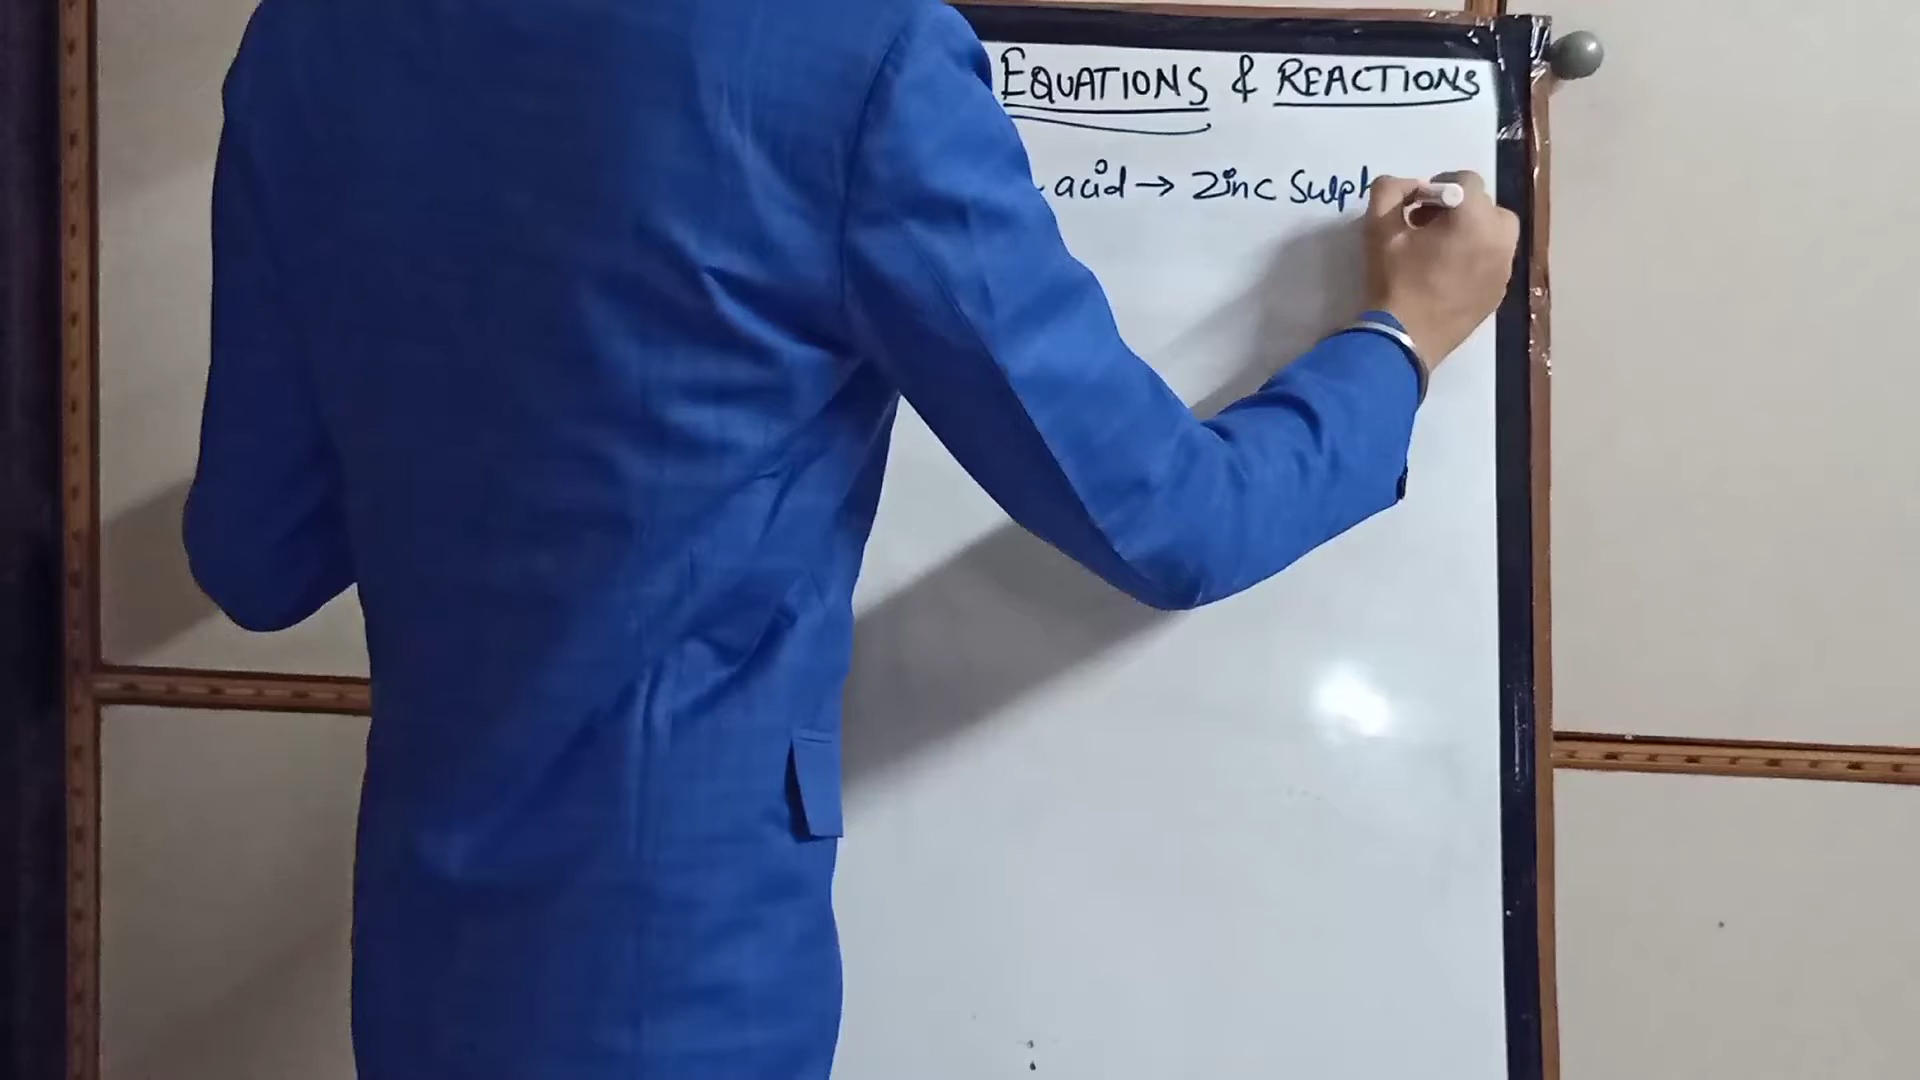 EQUATIONS & REACTIONS
acid → Zinc Sulph